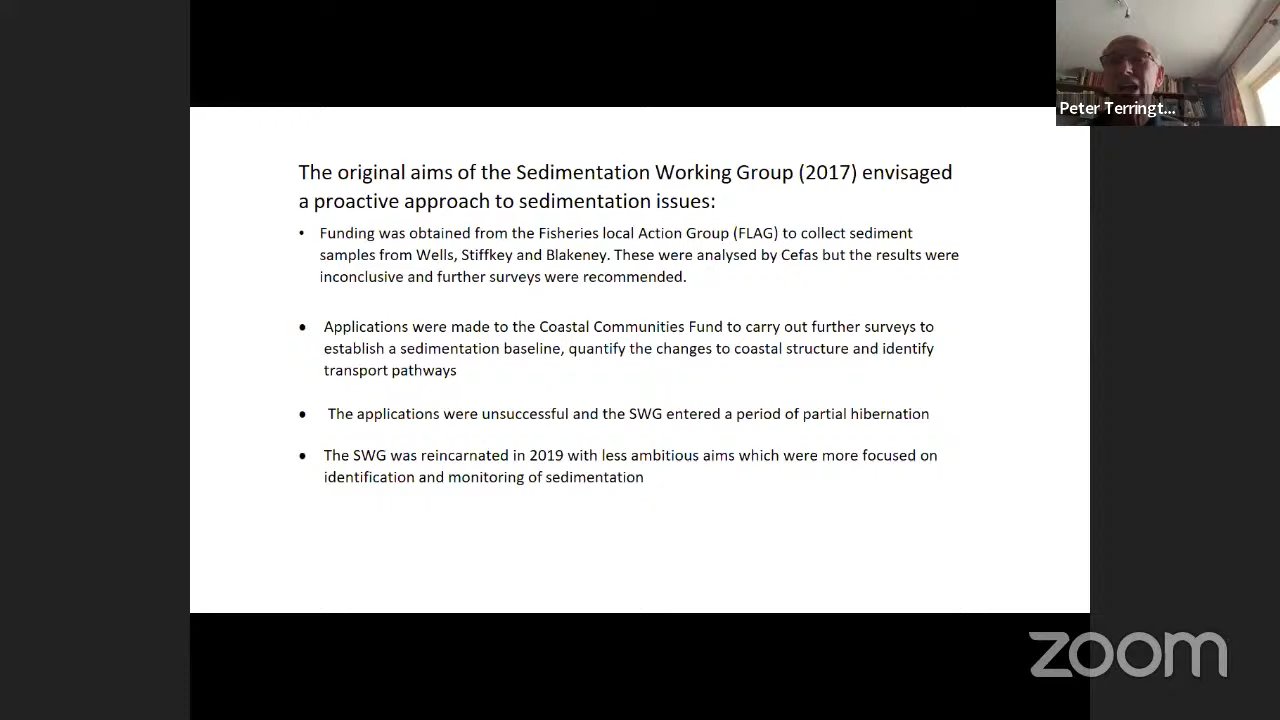 Peter Terringt...
The original aims of the Sedimentation Working Group (2017) envisaged
a proactive approach to sedimentation issues:
• Funding was obtained from the Fisheries local Action Group (FLAG) to collect sediment
samples from Wells, Stiffkey and Blakeney. These were analysed by Cefas but the results were
inconclusive and further surveys were recommended.
• Applications were made to the Coastal Communities Fund to carry out further surveys to
establish a sedimentation baseline, quantify the changes to coastal structure and identify
transport pathways
• The applications were unsuccessful and the SWG entered a period of partial hibernation
• The SWG was reincarnated in 2019 with less ambitious aims which were more focused on
identification and monitoring of sedimentation
zoom